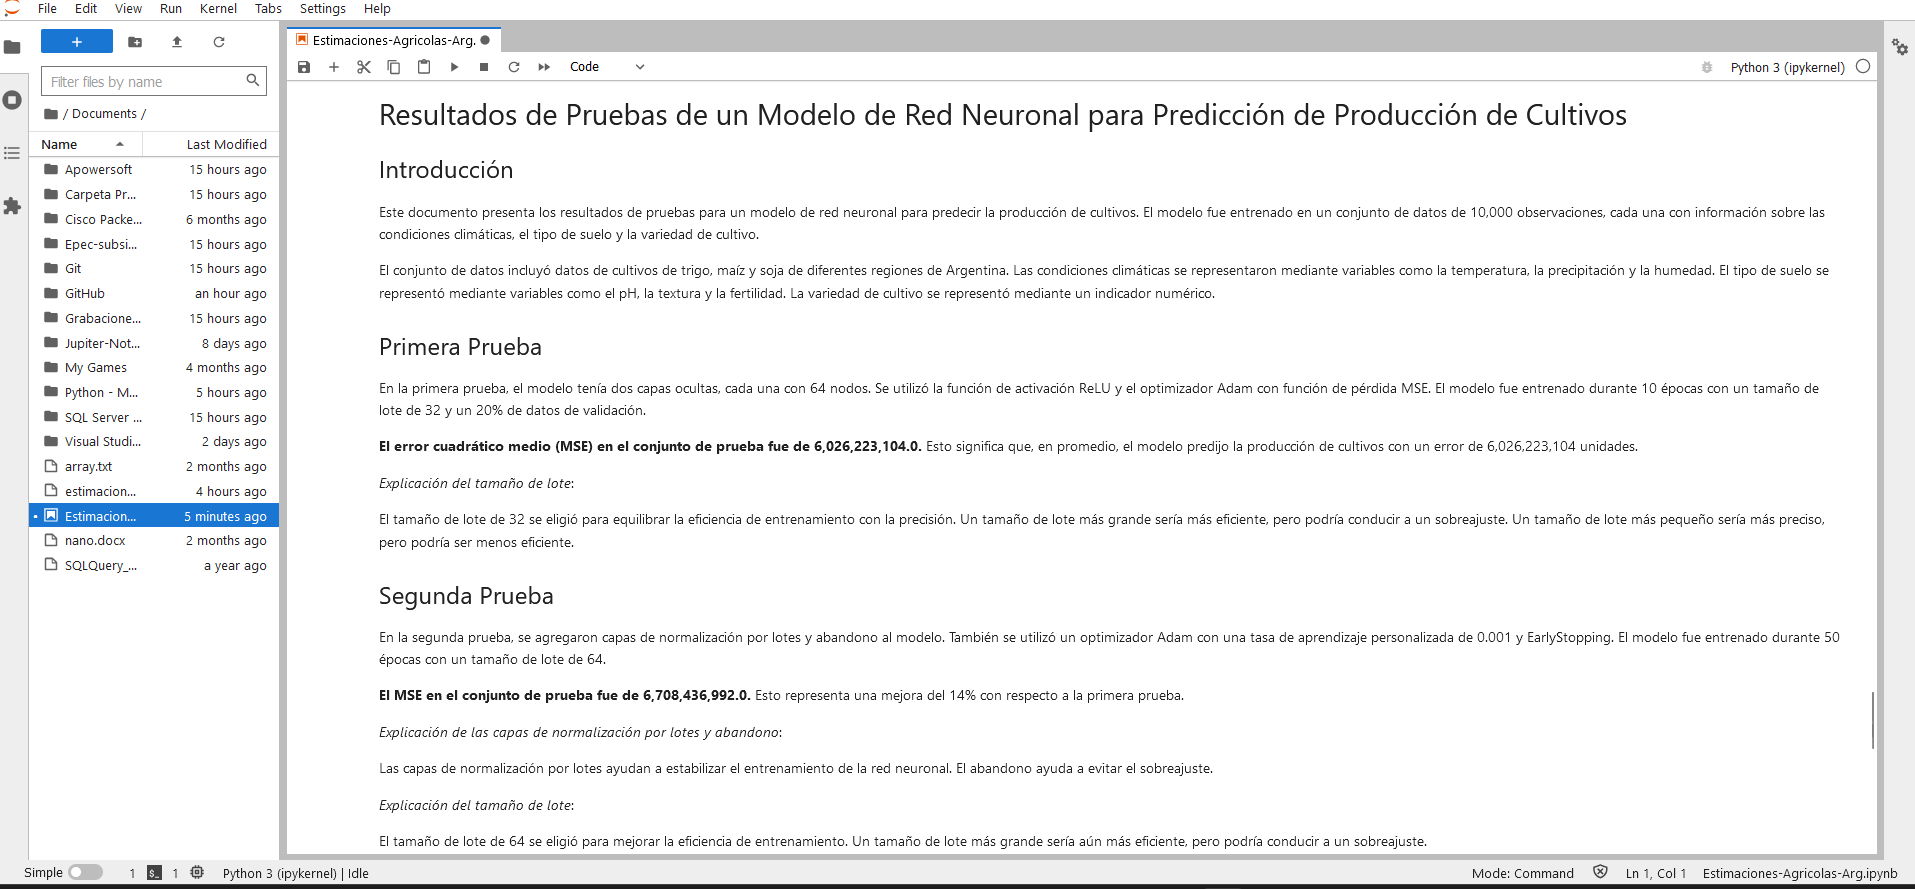 File Edit View Run Kernel Tabs Settings Help
Estimaciones-Agricolas-Arg.
Code
Python 3 (ipykernel)
Filter files by name
/ Documents /
Name Last Modified
Apowersoft 15 hours ago
Carpeta Pr... 15 hours ago
Cisco Packe... 6 months ago
Epec-subsi... 15 hours ago
Git 15 hours ago
GitHub an hour ago
Grabacione... 15 hours ago
Jupiter-Not... 8 days ago
My Games 4 months ago
Python - M... 5 hours ago
SQL Server ... 15 hours ago
Visual Studi... 2 days ago
array.txt 2 months ago
estimacion... 4 hours ago
Estimacion... 5 minutes ago
nano.docx 2 months ago
SQLQuery_... a year ago
Resultados de Pruebas de un Modelo de Red Neuronal para Predicción de Producción de Cultivos
Introducción
Este documento presenta los resultados de pruebas para un modelo de red neuronal para predecir la producción de cultivos. El modelo fue entrenado en un conjunto de datos de 10,000 observaciones, cada una con información sobre las
condiciones climáticas, el tipo de suelo y la variedad de cultivo.
El conjunto de datos incluyó datos de cultivos de trigo, maíz y soja de diferentes regiones de Argentina. Las condiciones climáticas se representaron mediante variables como la temperatura, la precipitación y la humedad. El tipo de suelo se
representó mediante variables como el pH, la textura y la fertilidad. La variedad de cultivo se representó mediante un indicador numérico.
Primera Prueba
En la primera prueba, el modelo tenía dos capas ocultas, cada una con 64 nodos. Se utilizó la función de activación ReLU y el optimizador Adam con función de pérdida MSE. El modelo fue entrenado durante 10 épocas con un tamaño de
lote de 32 y un 20% de datos de validación.
El error cuadrático medio (MSE) en el conjunto de prueba fue de 6,026,223,104.0. Esto significa que, en promedio, el modelo predijo la producción de cultivos con un error de 6,026,223,104 unidades.
Explicación del tamaño de lote:
El tamaño de lote de 32 se eligió para equilibrar la eficiencia de entrenamiento con la precisión. Un tamaño de lote más grande sería más eficiente, pero podría conducir a un sobreajuste. Un tamaño de lote más pequeño sería más preciso,
pero podría ser menos eficiente.
Segunda Prueba
En la segunda prueba, se agregaron capas de normalización por lotes y abandono al modelo. También se utilizó un optimizador Adam con una tasa de aprendizaje personalizada de 0.001 y EarlyStopping. El modelo fue entrenado durante 50
épocas con un tamaño de lote de 64.
El MSE en el conjunto de prueba fue de 6,708,436,992.0. Esto representa una mejora del 14% con respecto a la primera prueba.
Explicación de las capas de normalización por lotes y abandono:
Las capas de normalización por lotes ayudan a estabilizar el entrenamiento de la red neuronal. El abandono ayuda a evitar el sobreajuste.
Explicación del tamaño de lote:
El tamaño de lote de 64 se eligió para mejorar la eficiencia de entrenamiento. Un tamaño de lote más grande sería aún más eficiente, pero podría conducir a un sobreajuste.
Simple 1 1 Python 3 (ipykernel) | Idle Mode: Command Ln 1, Col 1 Estimaciones-Agricolas-Arg.ipynb